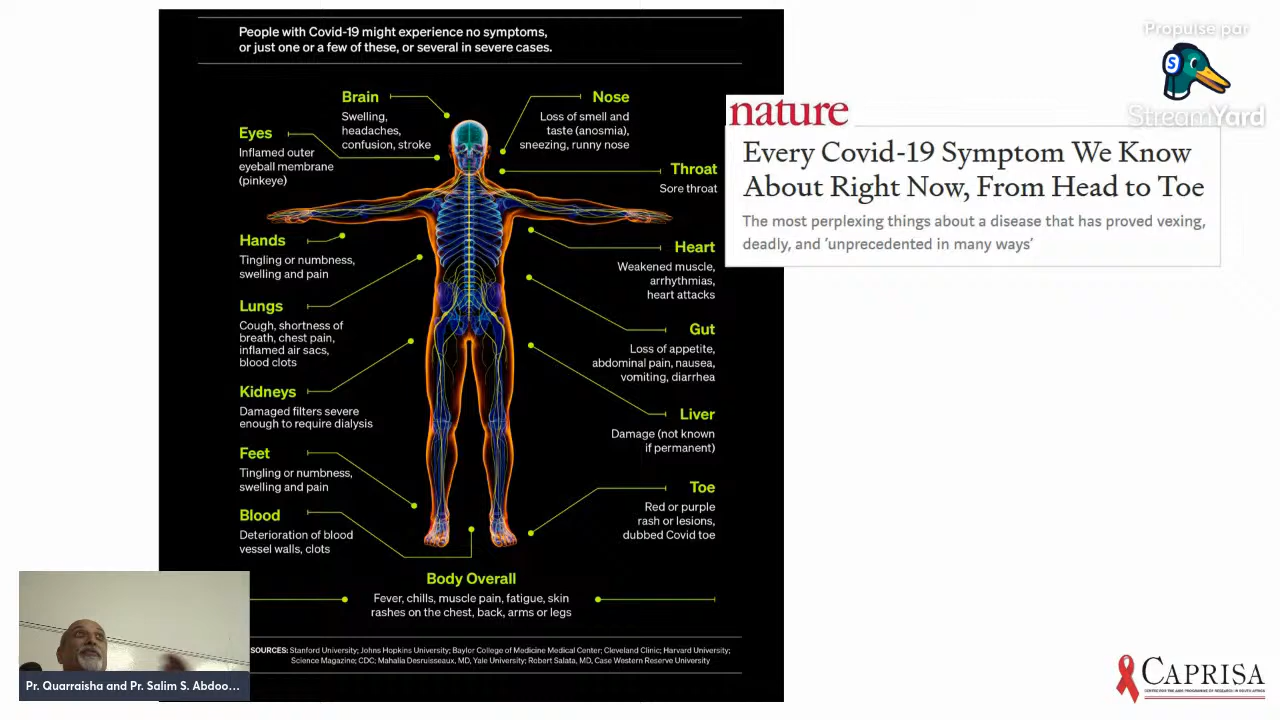 People with Covid-19 might experience no symptoms,
or just one or a few of these, or several in severe cases.
Propulsé par
StreamYard
nature
Every Covid-19 Symptom We Know
About Right Now, From Head to Toe
The most perplexing things about a disease that has proved vexing,
deadly, and ‘unprecedented in many ways’
Brain
Swelling,
headaches,
confusion, stroke
Nose
Loss of smell and
taste (anosmia),
sneezing, runny nose
Eyes
Inflamed outer
eyeball membrane
(pinkeye)
Throat
Sore throat
Hands
Tingling or numbness,
swelling and pain
Heart
Weakened muscle,
arrhythmias,
heart attacks
Lungs
Cough, shortness of
breath, chest pain,
inflamed air sacs,
blood clots
Gut
Loss of appetite,
abdominal pain, nausea,
vomiting, diarrhea
Kidneys
Damaged filters severe
enough to require dialysis
Liver
Damage (not known
if permanent)
Feet
Tingling or numbness,
swelling and pain
Toe
Red or purple
rash or lesions,
dubbed Covid toe
Blood
Deterioration of blood
vessel walls, clots
Body Overall
Fever, chills, muscle pain, fatigue, skin
rashes on the chest, back, arms or legs
SOURCES: Stanford University; Johns Hopkins University; Baylor College of Medicine Medical Center; Cleveland Clinic; Harvard University;
Science Magazine; CDC; Mahalia Desruisseaux, MD, Yale University; Robert Salata, MD, Case Western Reserve University
Pr. Quarraisha and Pr. Salim S. Abdoo...
CAPRISA
CENTRE FOR THE AIDS PROGRAMME OF RESEARCH IN SOUTH AFRICA